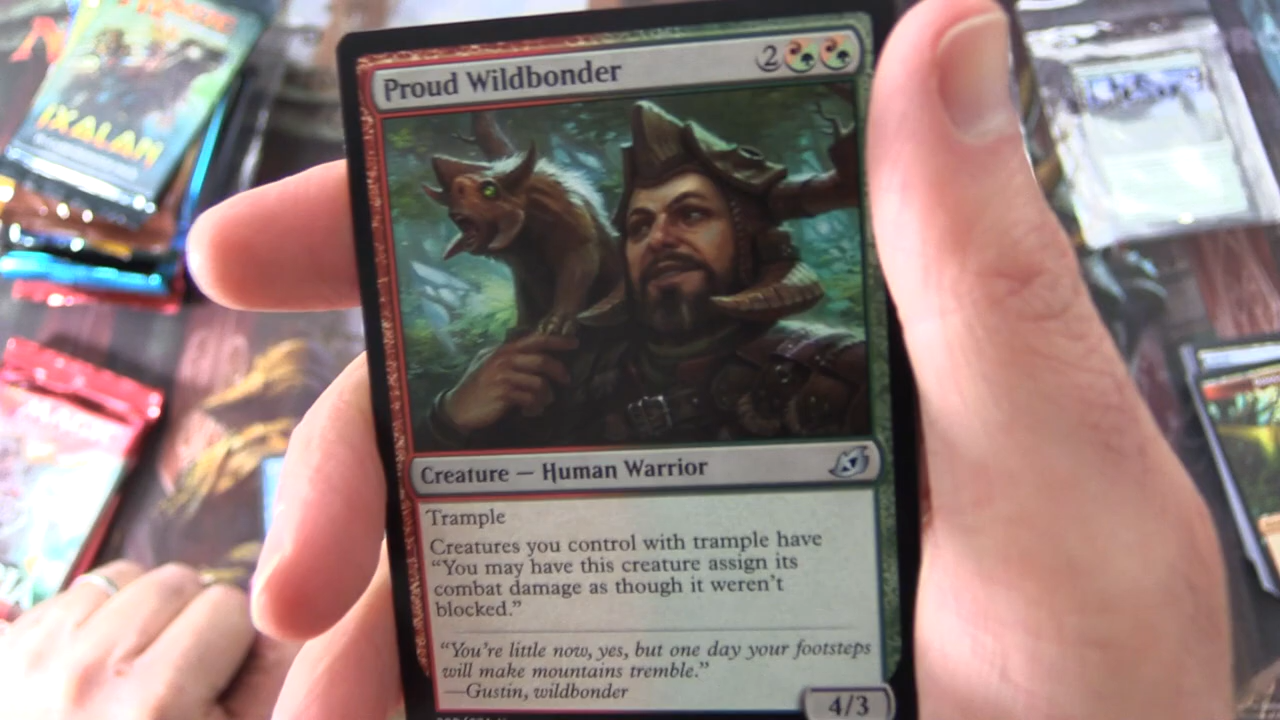 IXALAN
Proud Wildbonder
2
Creature — Human Warrior
Trample
Creatures you control with trample have
“You may have this creature assign its
combat damage as though it weren't
blocked.”
“You're little now, yes, but one day your footsteps
will make mountains tremble.”
—Gustin, wildbonder
4/3